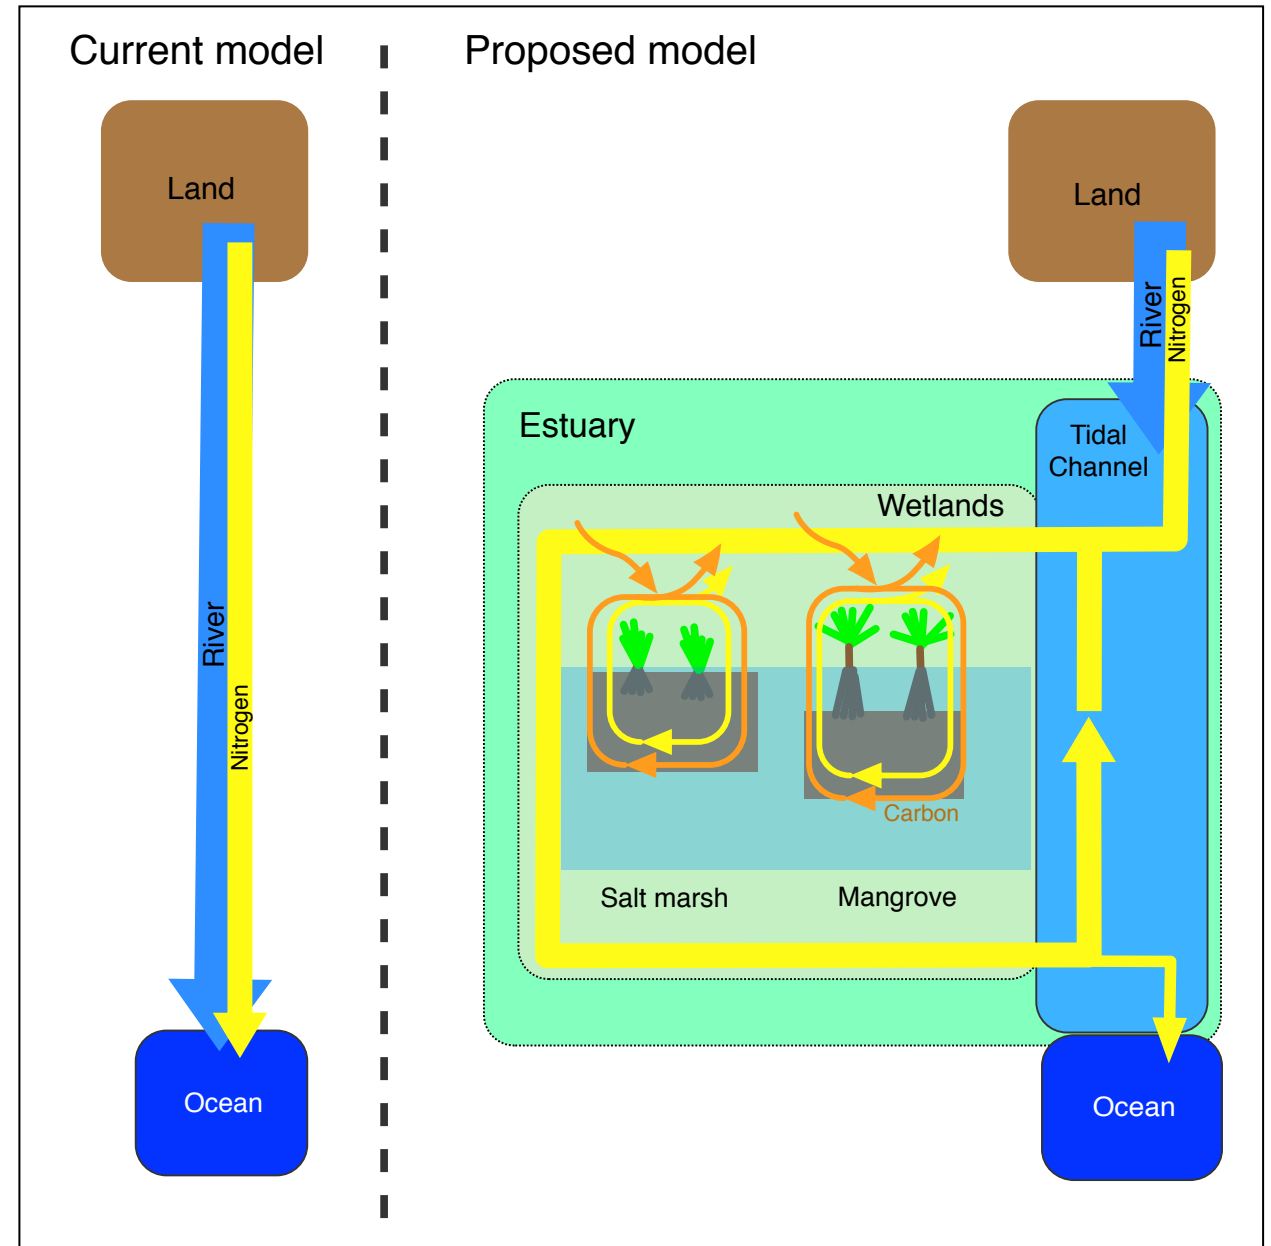 Current model
Proposed model
Land
River
Nitrogen
Ocean
Land
River
Nitrogen
Estuary
Tidal
Channel
Wetlands
Carbon
Salt marsh
Mangrove
Ocean